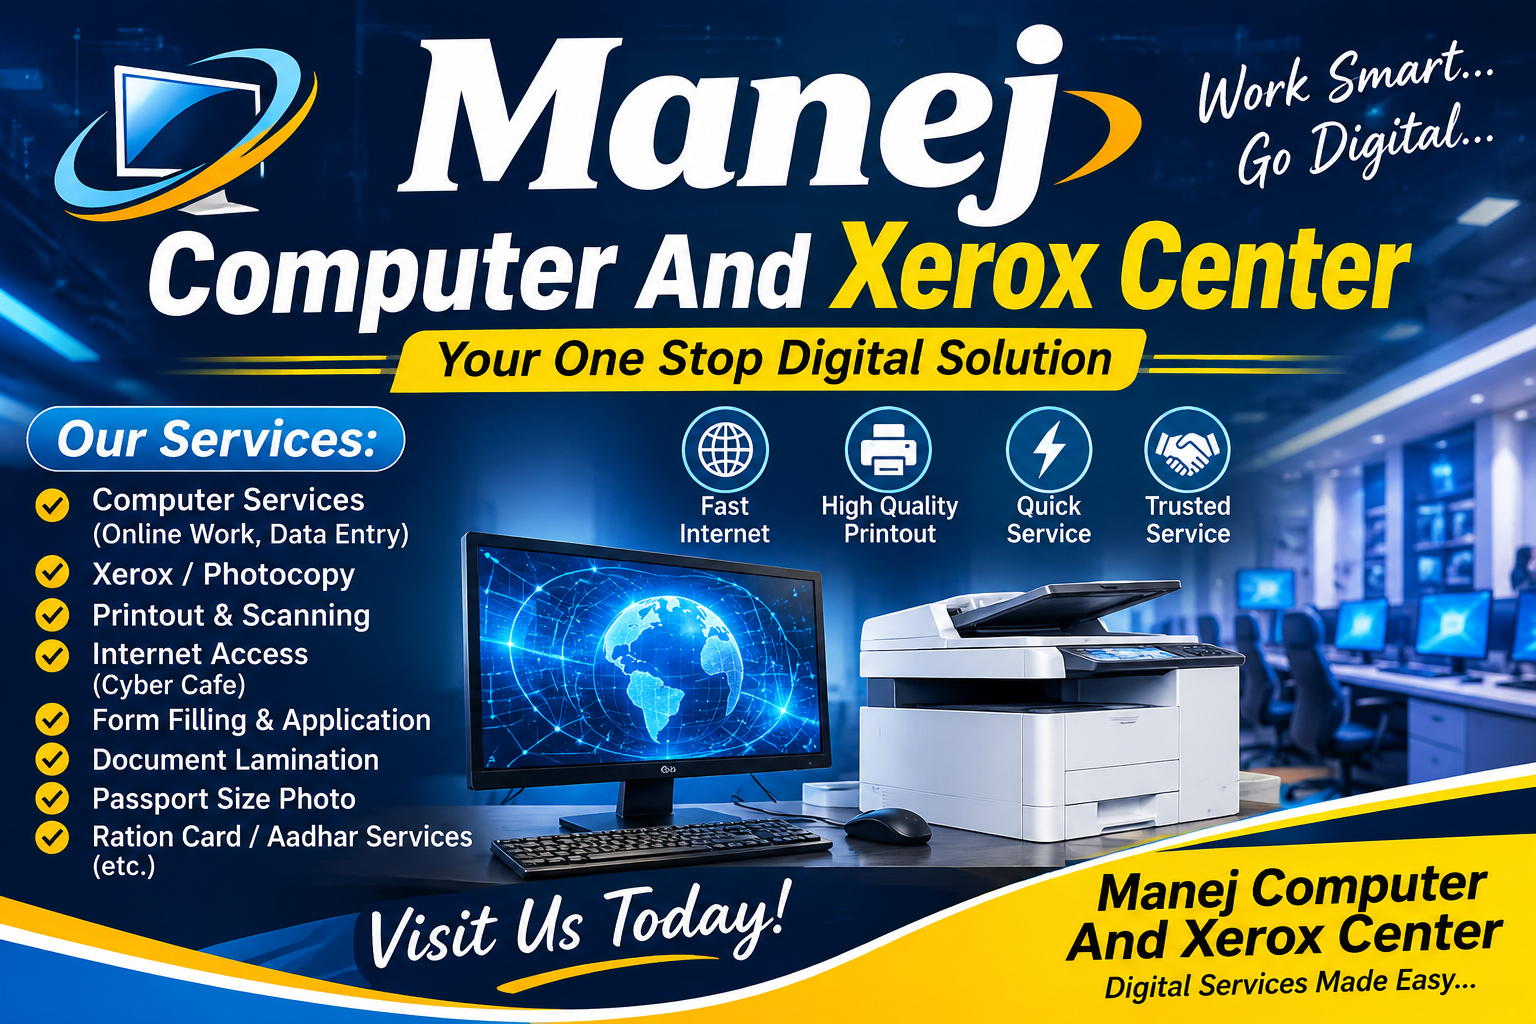 Manej
Work Smart...
Go Digital...
Computer And Xerox Center
Your One Stop Digital Solution
Our Services:
Computer Services
(Online Work, Data Entry)
Xerox / Photocopy
Printout & Scanning
Internet Access
(Cyber Cafe)
Form Filling & Application
Document Lamination
Passport Size Photo
Ration Card / Aadhar Services
(etc.)
Fast
Internet
High Quality
Printout
Quick
Service
Trusted
Service
Visit Us Today!
Manej Computer
And Xerox Center
Digital Services Made Easy...